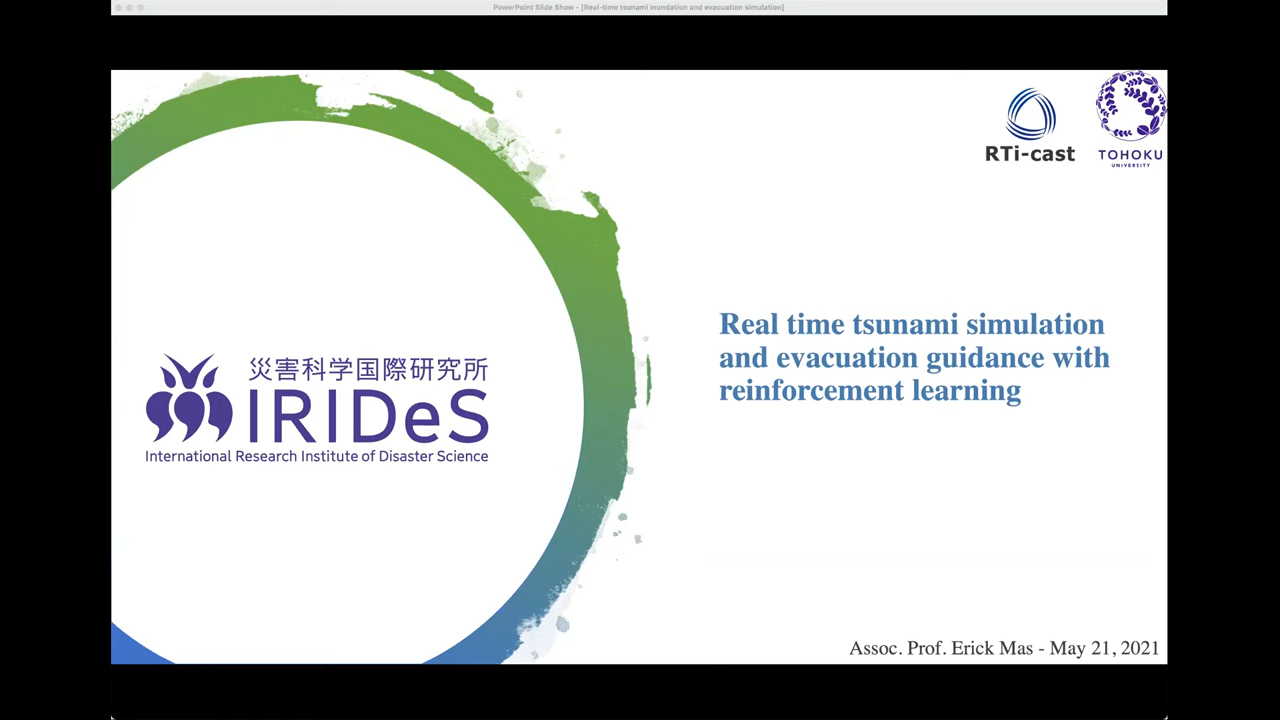 PowerPoint Slide Show - [Real-time tsunami inundation and evacuation simulation]
RTi-cast
TOHOKU
UNIVERSITY
Real time tsunami simulation
and evacuation guidance with
reinforcement learning
災害科学国際研究所
IRIDeS
International Research Institute of Disaster Science
Assoc. Prof. Erick Mas - May 21, 2021